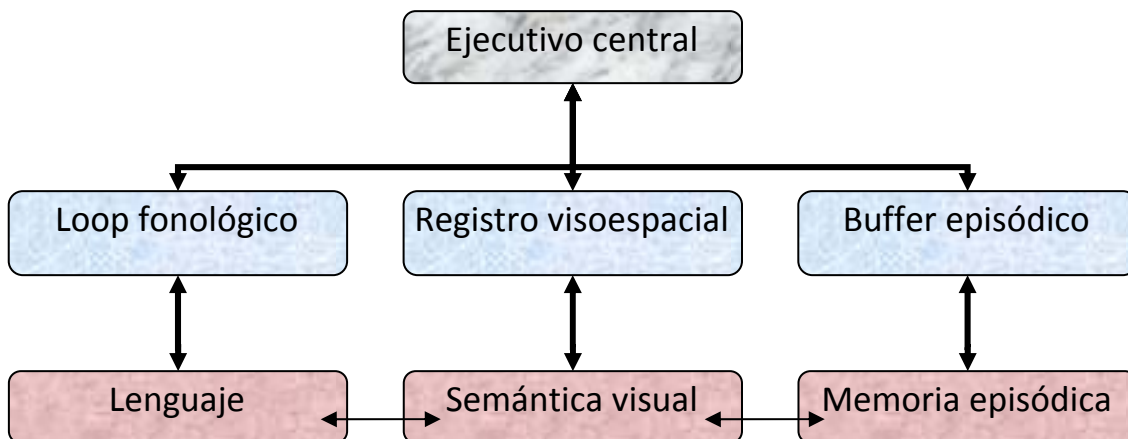 Ejecutivo central
Loop fonológico
Registro visoespacial
Buffer episódico
Lenguaje
Semántica visual
Memoria episódica